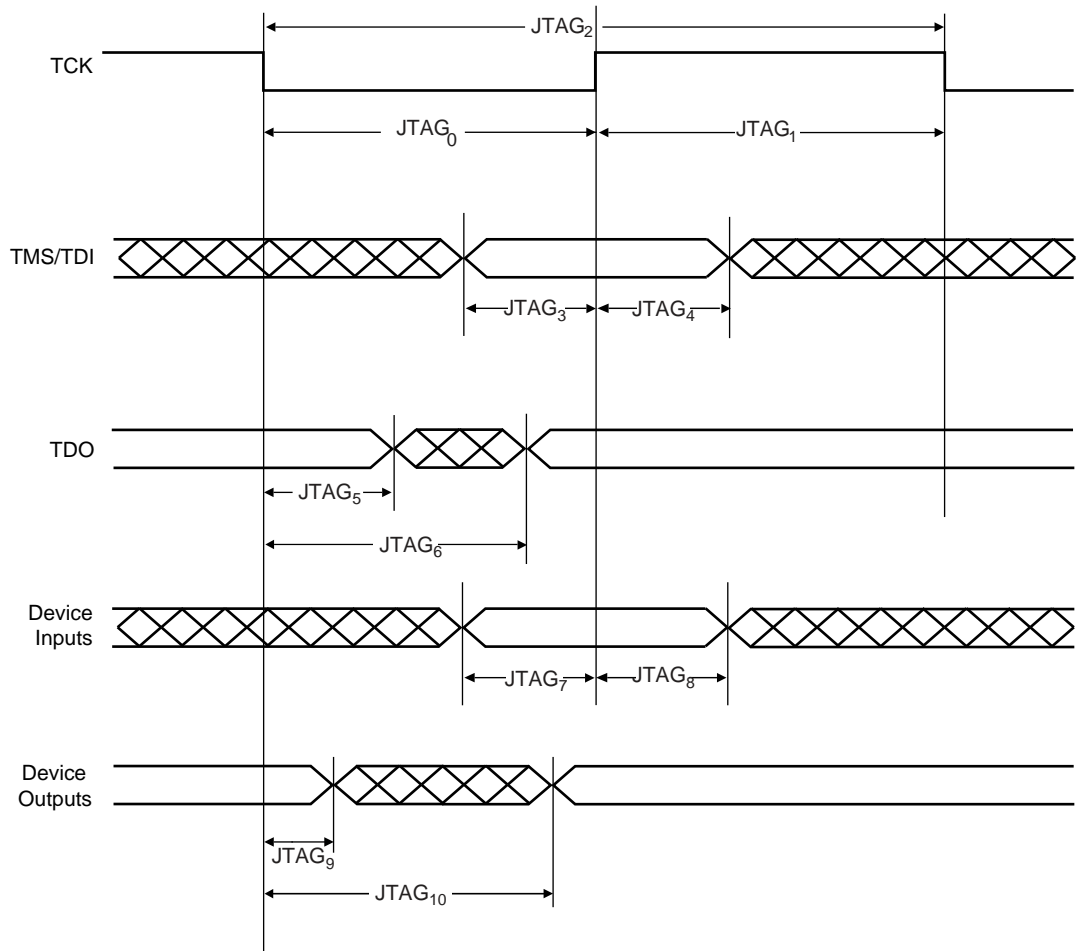 JTAG₂
TCK
JTAG₀
JTAG₁
TMS/TDI
JTAG₃
JTAG₄
TDO
JTAG₅
JTAG₆
Device
Inputs
JTAG₇
JTAG₈
Device
Outputs
JTAG₉
JTAG₁₀